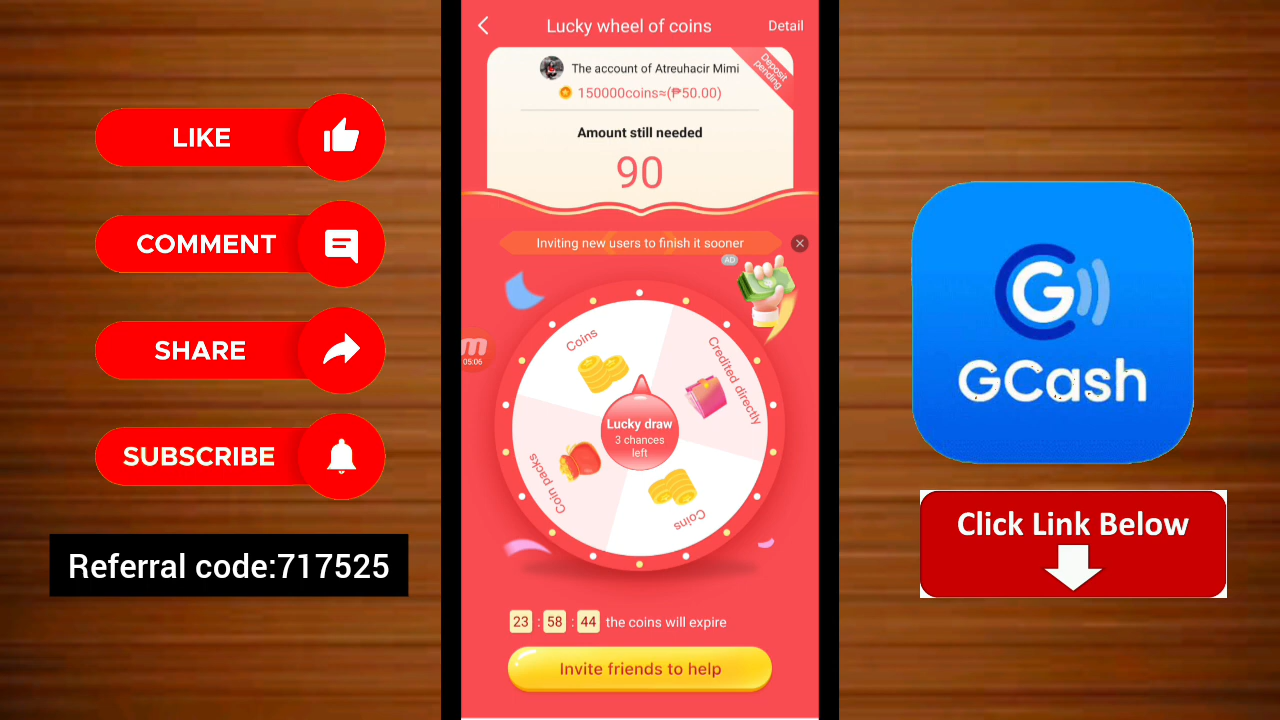 LIKE
COMMENT
SHARE
SUBSCRIBE
Referral code:717525
Lucky wheel of coins
Detail
The account of Atreuhacir Mimi
Deposit
pending
150000coins≈(₱50.00)
Amount still needed
90
Inviting new users to finish it sooner
AD
Coins
Credited directly
Lucky draw
3 chances
left
Coin packs
Coins
m
05:06
23 : 58 : 44 the coins will expire
Invite friends to help
G
GCash
Click Link Below